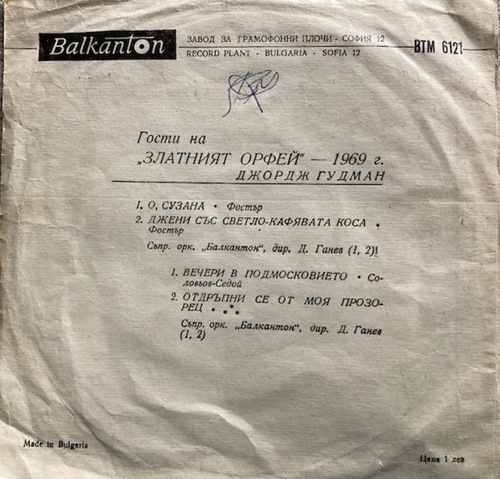 Balkanton
ЗАВОД ЗА ГРАМОФОННИ ПЛОЧИ - СОФИЯ 12
RECORD PLANT - BULGARIA - SOFIA 12
ВТМ 6121
Гости на
„ЗЛАТНИЯТ ОРФЕЙ" — 1969 г.
ДЖОРДЖ ГУДМАН
1. О, СУЗАНА • Фостър
2. ДЖЕНИ СЪС СВЕТЛО-КАФЯВАТА КОСА •
Фостър
Съпр. орк. „Балкантон", дир. Д. Ганев (1, 2)
1. ВЕЧЕРИ В ПОДМОСКОВИЕТО • Со-
ловьов-Седой
2. ОТДРЪПНИ СЕ ОТ МОЯ ПРОЗО-
РЕЦ •
Съпр. орк. „Балкантон", дир. Д. Ганев
(1, 2)
Made in Bulgaria
Цена 1 лев